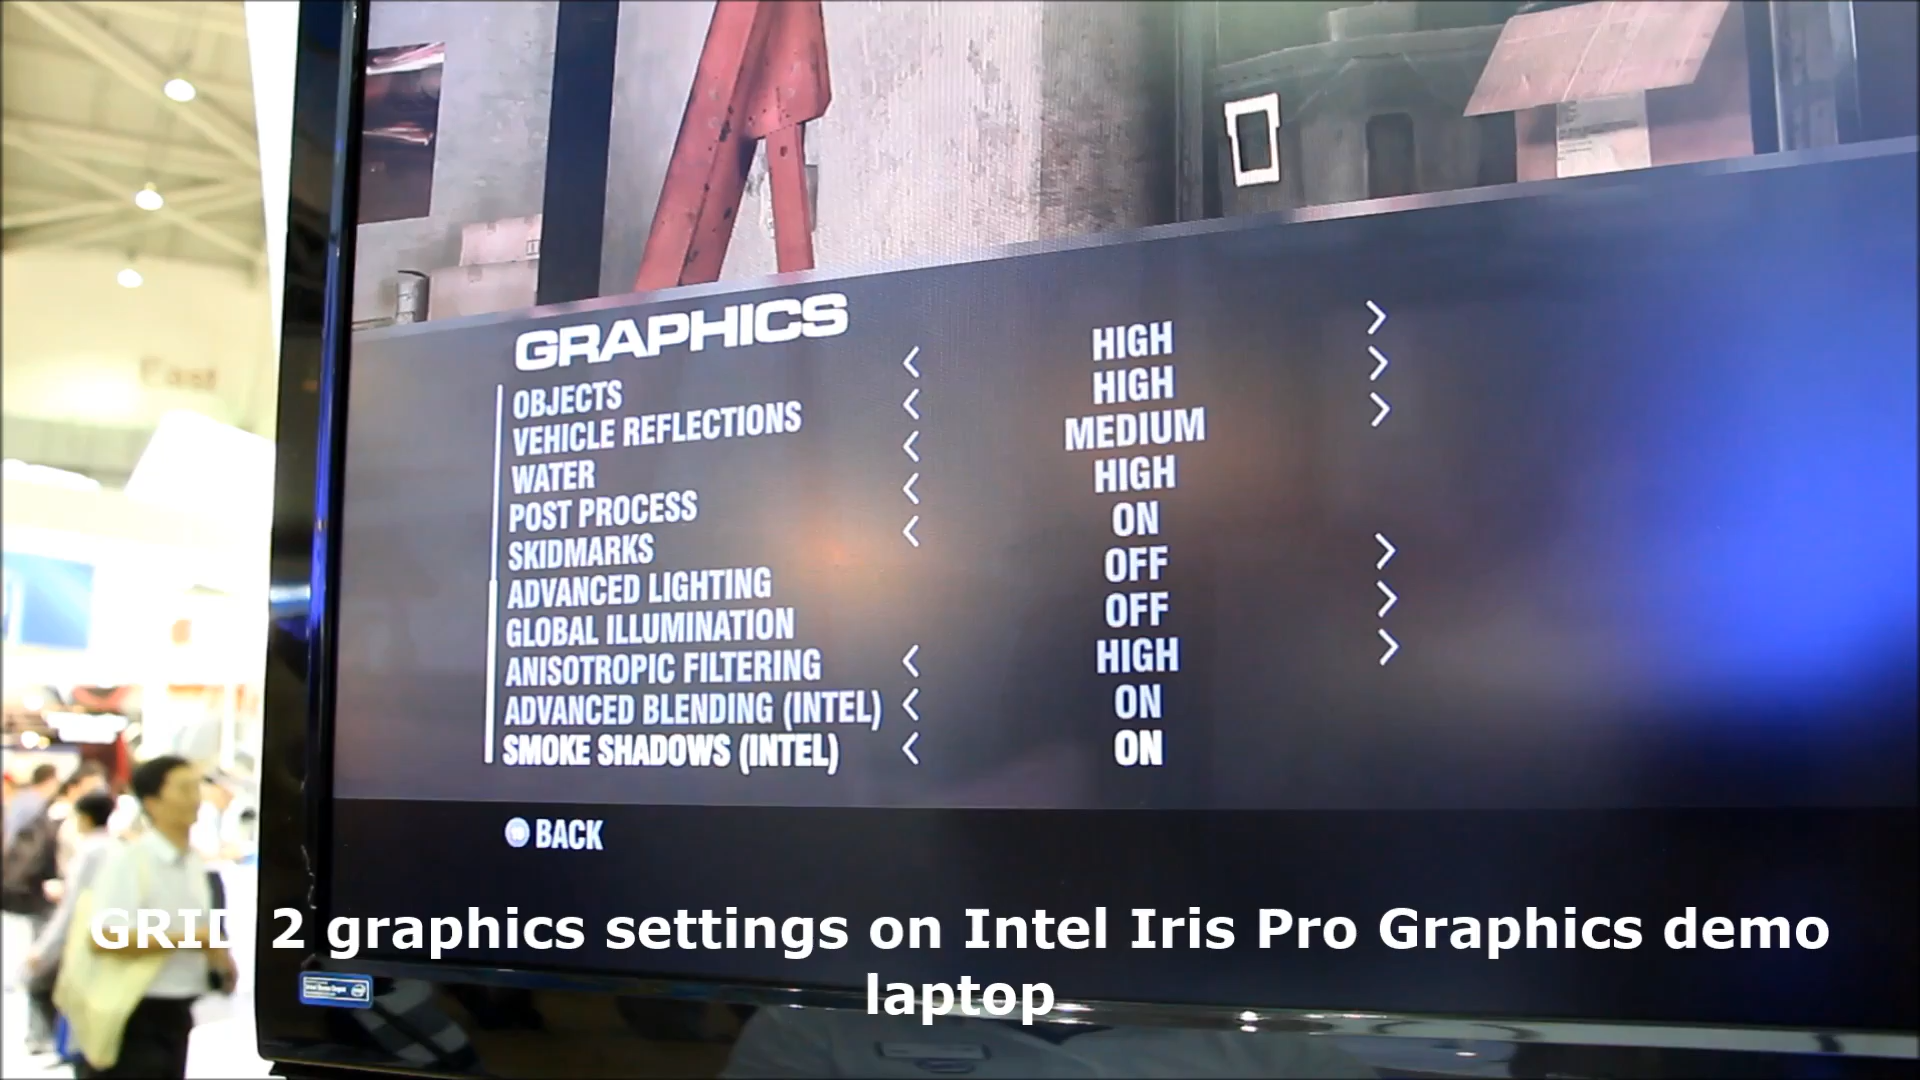 GRAPHICS
OBJECTS < HIGH >
VEHICLE REFLECTIONS < HIGH >
WATER < MEDIUM >
POST PROCESS < HIGH
SKIDMARKS < ON
ADVANCED LIGHTING OFF >
GLOBAL ILLUMINATION OFF >
ANISOTROPIC FILTERING < HIGH >
ADVANCED BLENDING (INTEL) < ON
SMOKE SHADOWS (INTEL) < ON
BACK
GRID 2 graphics settings on Intel Iris Pro Graphics demo
laptop
East